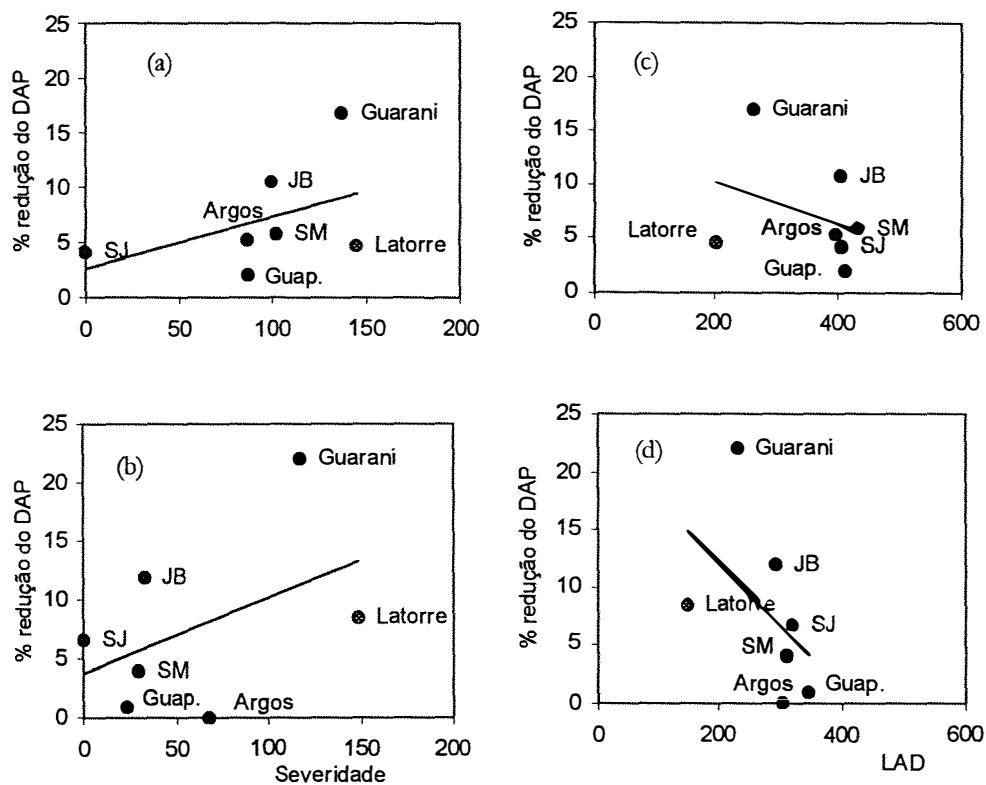 % redução do DAP
25
20
15
10
5
0
(a)
Guarani
JB
Argos
SM
SJ
Latorre
Guap.
0 50 100 150 200
% redução do DAP
25
20
15
10
5
0
(c)
Guarani
JB
Latorre
Argos
SM
SJ
Guap.
0 200 400 600
% redução do DAP
25
20
15
10
5
0
(b)
Guarani
JB
Latorre
SJ
SM
Guap.
Argos
0 50 100 150 200
Severidade
% redução do DAP
25
20
15
10
5
0
(d)
Guarani
JB
Latorre
SJ
SM
Argos
Guap.
0 200 400 600
LAD